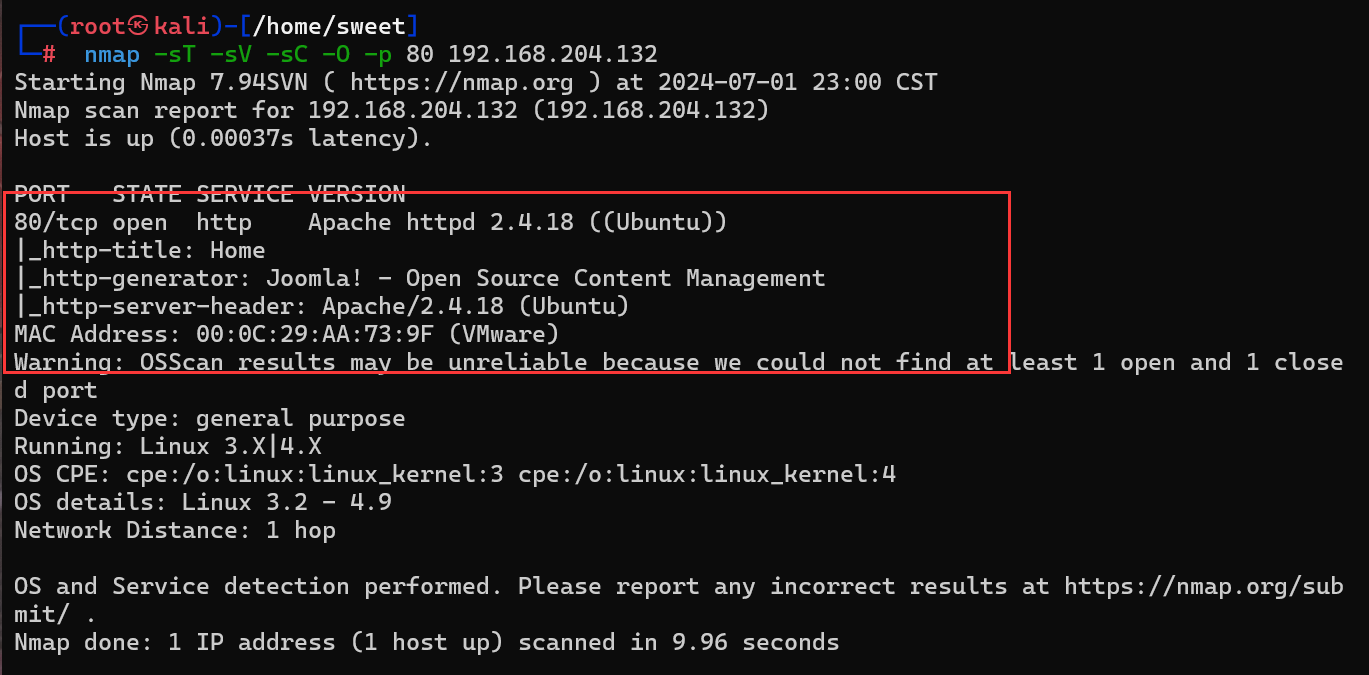 ┌──(root㉿kali)-[/home/sweet]
└─# nmap -sT -sV -sC -O -p 80 192.168.204.132
Starting Nmap 7.94SVN ( https://nmap.org ) at 2024-07-01 23:00 CST
Nmap scan report for 192.168.204.132 (192.168.204.132)
Host is up (0.00037s latency).
PORT   STATE SERVICE VERSION
80/tcp open  http    Apache httpd 2.4.18 ((Ubuntu))
|_http-title: Home
|_http-generator: Joomla! - Open Source Content Management
|_http-server-header: Apache/2.4.18 (Ubuntu)
MAC Address: 00:0C:29:AA:73:9F (VMware)
Warning: OSScan results may be unreliable because we could not find at least 1 open and 1 close
d port
Device type: general purpose
Running: Linux 3.X|4.X
OS CPE: cpe:/o:linux:linux_kernel:3 cpe:/o:linux:linux_kernel:4
OS details: Linux 3.2 - 4.9
Network Distance: 1 hop
OS and Service detection performed. Please report any incorrect results at https://nmap.org/sub
mit/ .
Nmap done: 1 IP address (1 host up) scanned in 9.96 seconds